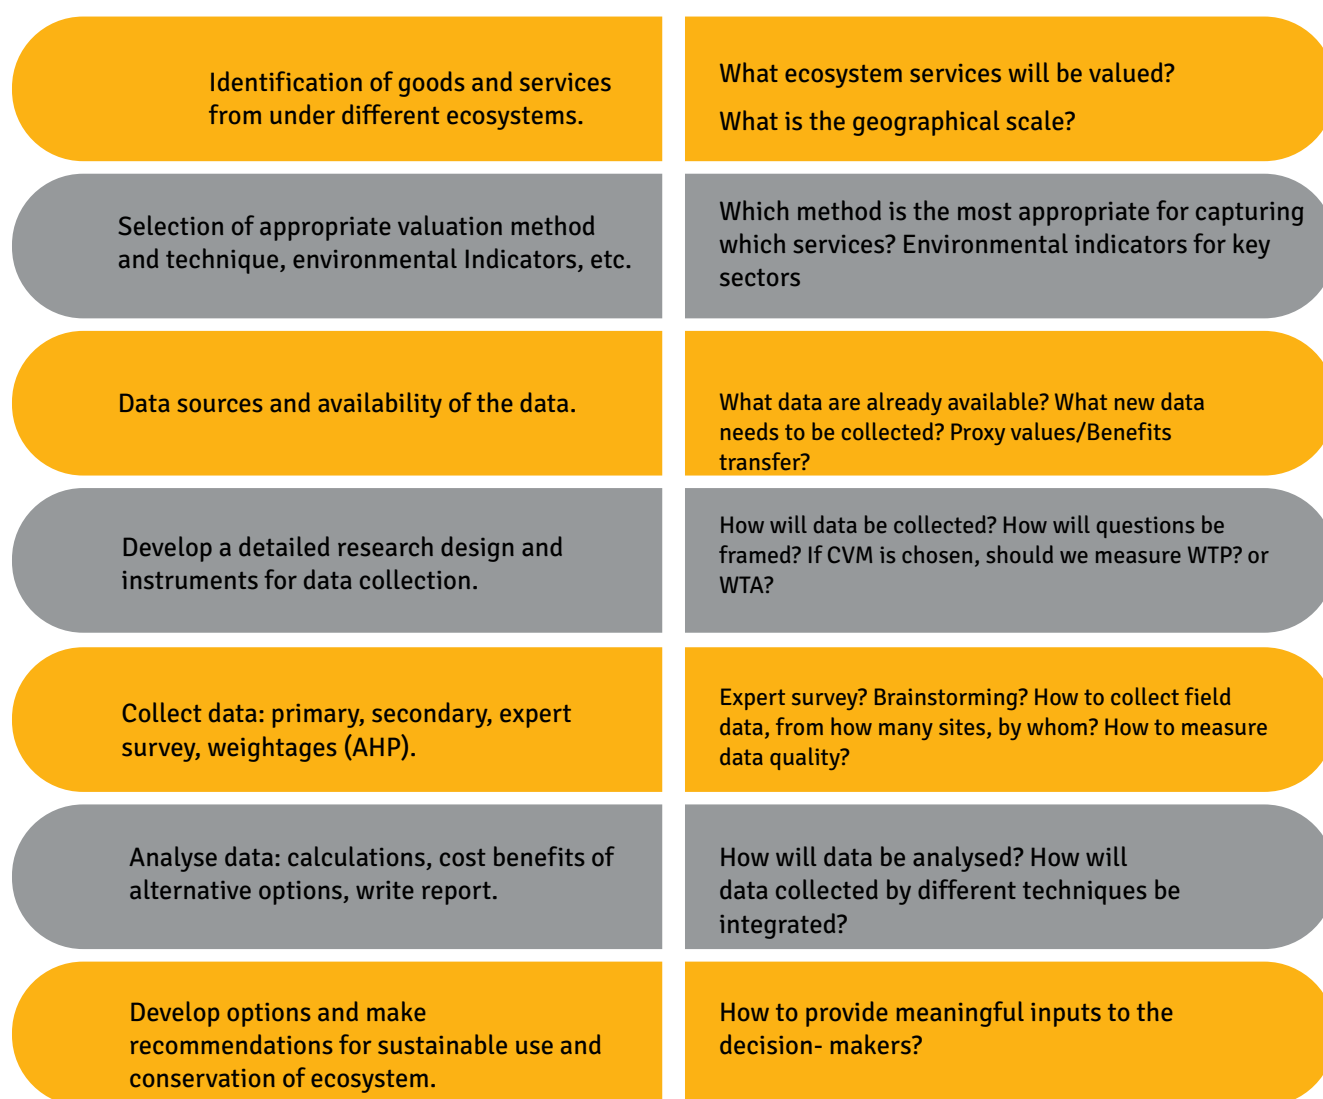 Identification of goods and services
from under different ecosystems.
What ecosystem services will be valued?
What is the geographical scale?
Selection of appropriate valuation method
and technique, environmental Indicators, etc.
Which method is the most appropriate for capturing
which services? Environmental indicators for key
sectors
Data sources and availability of the data.
What data are already available? What new data
needs to be collected? Proxy values/Benefits
transfer?
Develop a detailed research design and
instruments for data collection.
How will data be collected? How will questions be
framed? If CVM is chosen, should we measure WTP? or
WTA?
Collect data: primary, secondary, expert
survey, weightages (AHP).
Expert survey? Brainstorming? How to collect field
data, from how many sites, by whom? How to measure
data quality?
Analyse data: calculations, cost benefits of
alternative options, write report.
How will data be analysed? How will
data collected by different techniques be
integrated?
Develop options and make
recommendations for sustainable use and
conservation of ecosystem.
How to provide meaningful inputs to the
decision- makers?